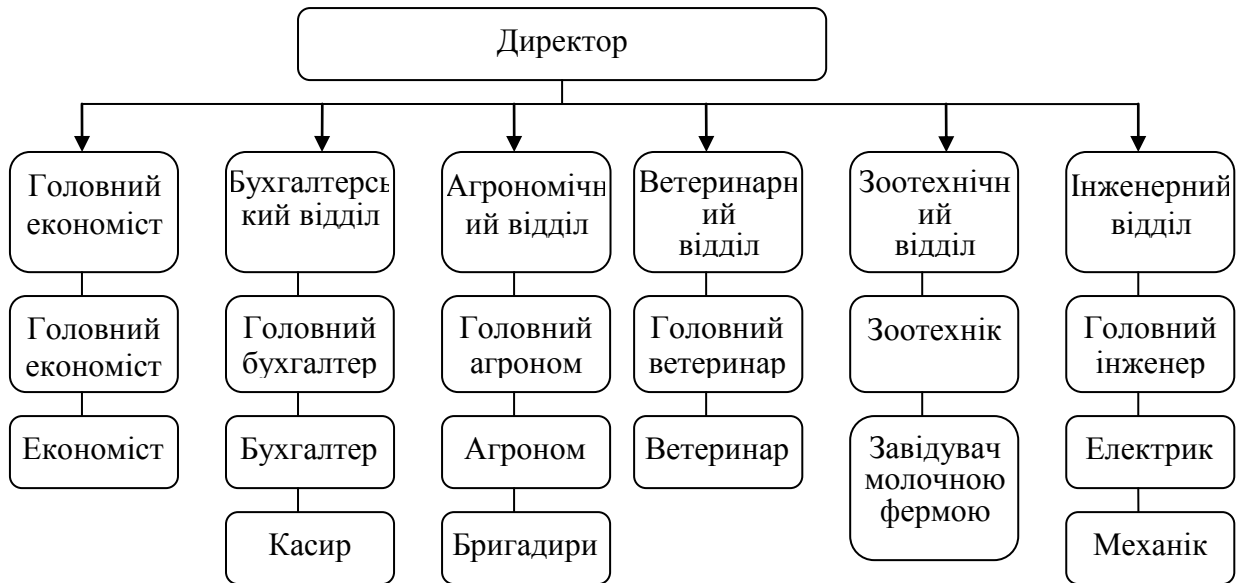 Директор
Головний
економіст
Бухгалтерсь
кий відділ
Агрономічн
ий відділ
Ветеринарн
ий
відділ
Зоотехнічн
ий
відділ
Інженерний
відділ
Головний
економіст
Головний
бухгалтер
Головний
агроном
Головний
ветеринар
Зоотехнік
Головний
інженер
Економіст
Бухгалтер
Агроном
Ветеринар
Завідувач
молочною
фермою
Електрик
Касир
Бригадири
Механік